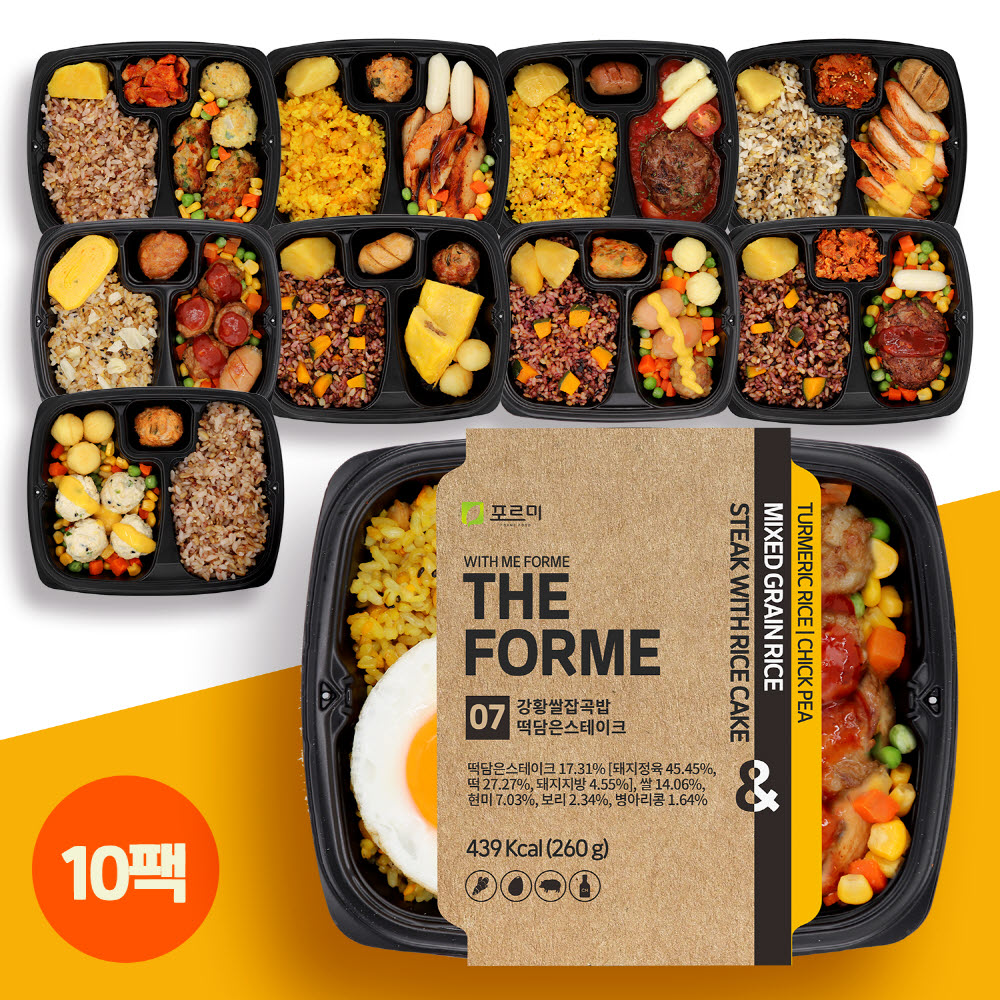 포르미
WITH ME FORME
THE
FORME
07 강황쌀잡곡밥
떡담은스테이크
떡담은스테이크 17.31% [돼지정육 45.45%,
떡 27.27%, 돼지지방 4.55%], 쌀 14.06%,
현미 7.03%, 보리 2.34%, 병아리콩 1.64%
439 Kcal (260 g)
TURMERIC RICE | CHICK PEA
MIXED GRAIN RICE
&
STEAK WITH RICE CAKE
10팩